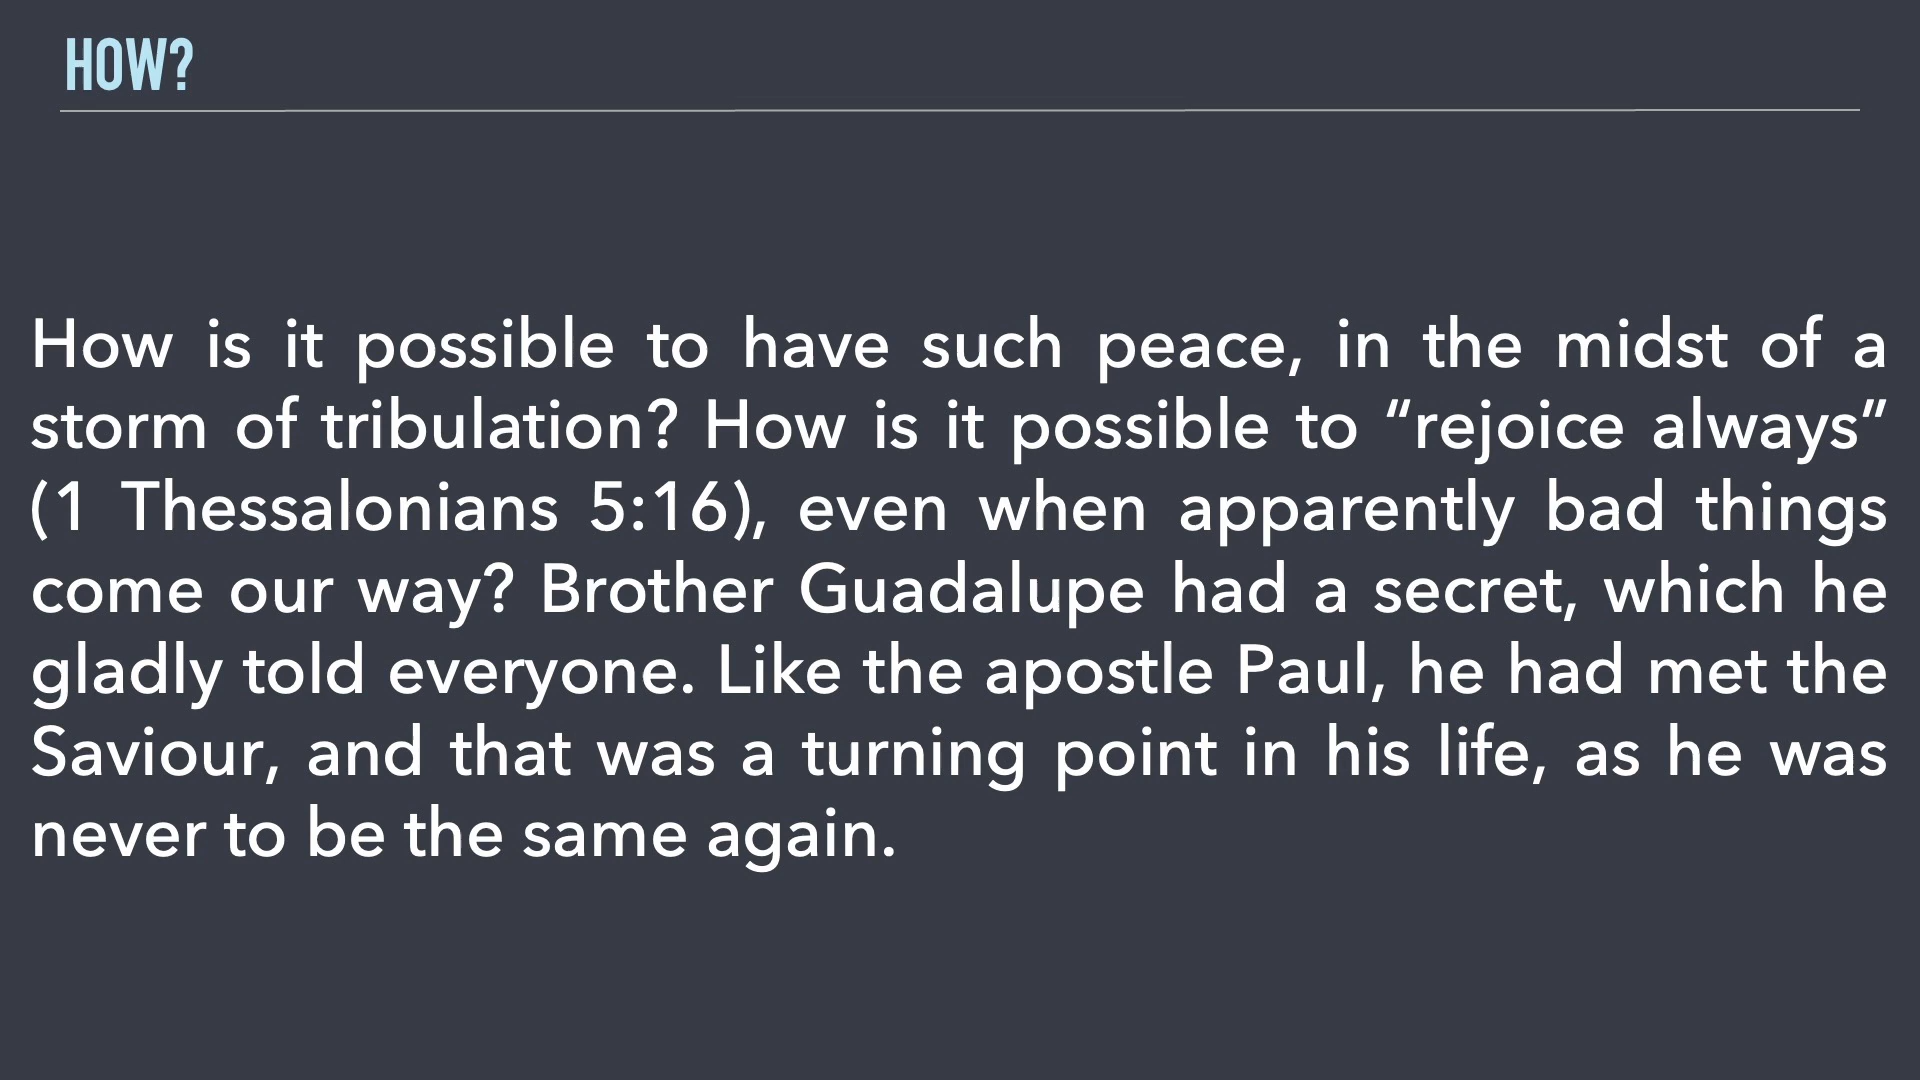 HOW?
How is it possible to have such peace, in the midst of a
storm of tribulation? How is it possible to “rejoice always”
(1 Thessalonians 5:16), even when apparently bad things
come our way? Brother Guadalupe had a secret, which he
gladly told everyone. Like the apostle Paul, he had met the
Saviour, and that was a turning point in his life, as he was
never to be the same again.